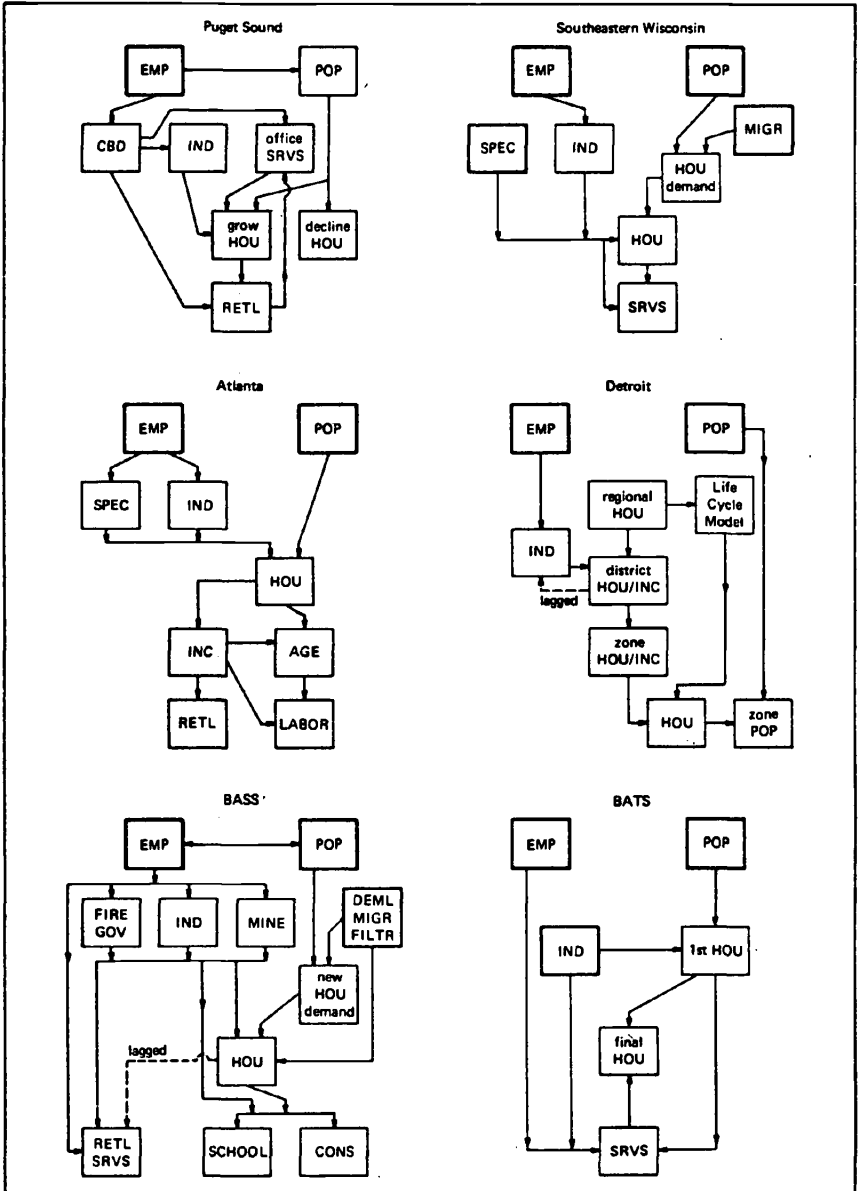 Puget Sound
EMP
POP
CBD
IND
office
SRVS
grow
HOU
decline
HOU
RETL
Southeastern Wisconsin
EMP
POP
SPEC
IND
MIGR
HOU
demand
HOU
SRVS
Atlanta
EMP
POP
SPEC
IND
HOU
INC
AGE
RETL
LABOR
Detroit
EMP
POP
regional
HOU
Life
Cycle
Model
IND
district
HOU/INC
lagged
zone
HOU/INC
HOU
zone
POP
BASS
EMP
POP
FIRE
GOV
IND
MINE
DEML
MIGR
FILTR
new
HOU
demand
lagged
HOU
RETL
SRVS
SCHOOL
CONS
BATS
EMP
POP
IND
1st HOU
final
HOU
SRVS